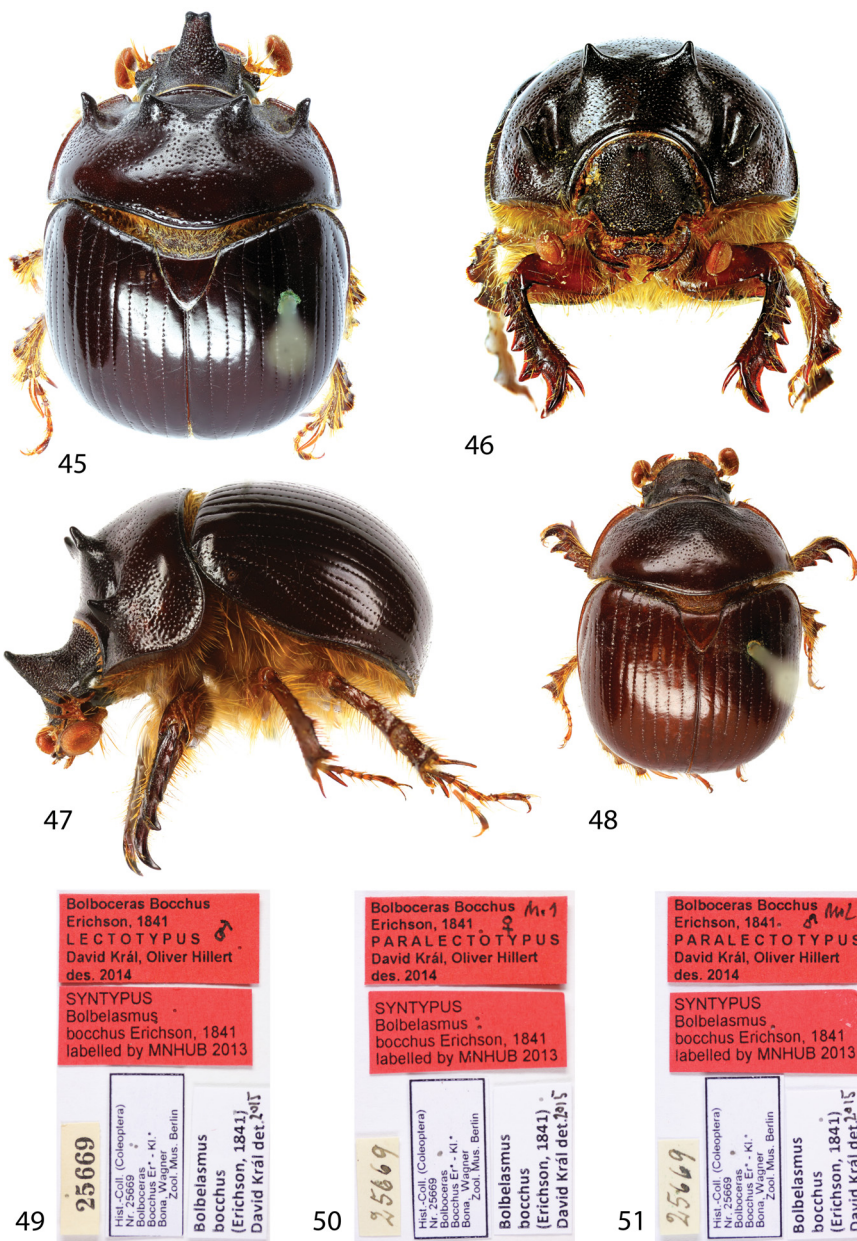 45
46
47
48
49
Bolboceras Bocchus
Erichson, 1841
LECTOTYPUS ♂
David Král, Oliver Hillert
des. 2014
SYNTYPUS
Bolbelasmus
bocchus Erichson, 1841
labelled by MNHUB 2013
25669
Hist.-Coll. (Coleoptera)
Nr. 25669
Bolboceras
Bocchus Er* - Kl.*
Bona, Wagner
Zool. Mus. Berlin
Bolbelasmus
bocchus
(Erichson, 1841)
David Král det. 2015
50
Bolboceras Bocchus
Erichson, 1841 ♀
PARALECTOTYPUS
David Král, Oliver Hillert
des. 2014
SYNTYPUS
Bolbelasmus
bocchus Erichson, 1841
labelled by MNHUB 2013
25669
Hist.-Coll. (Coleoptera)
Nr. 25669
Bolboceras
Bocchus Er* - Kl.*
Bona, Wagner
Zool. Mus. Berlin
Bolbelasmus
bocchus
(Erichson, 1841)
David Král det. 2015
51
Bolboceras Bocchus
Erichson, 1841 ♂
PARALECTOTYPUS
David Král, Oliver Hillert
des. 2014
SYNTYPUS
Bolbelasmus
bocchus Erichson, 1841
labelled by MNHUB 2013
25669
Hist.-Coll. (Coleoptera)
Nr. 25669
Bolboceras
Bocchus Er* - Kl.*
Bona, Wagner
Zool. Mus. Berlin
Bolbelasmus
bocchus
(Erichson, 1841)
David Král det. 2015